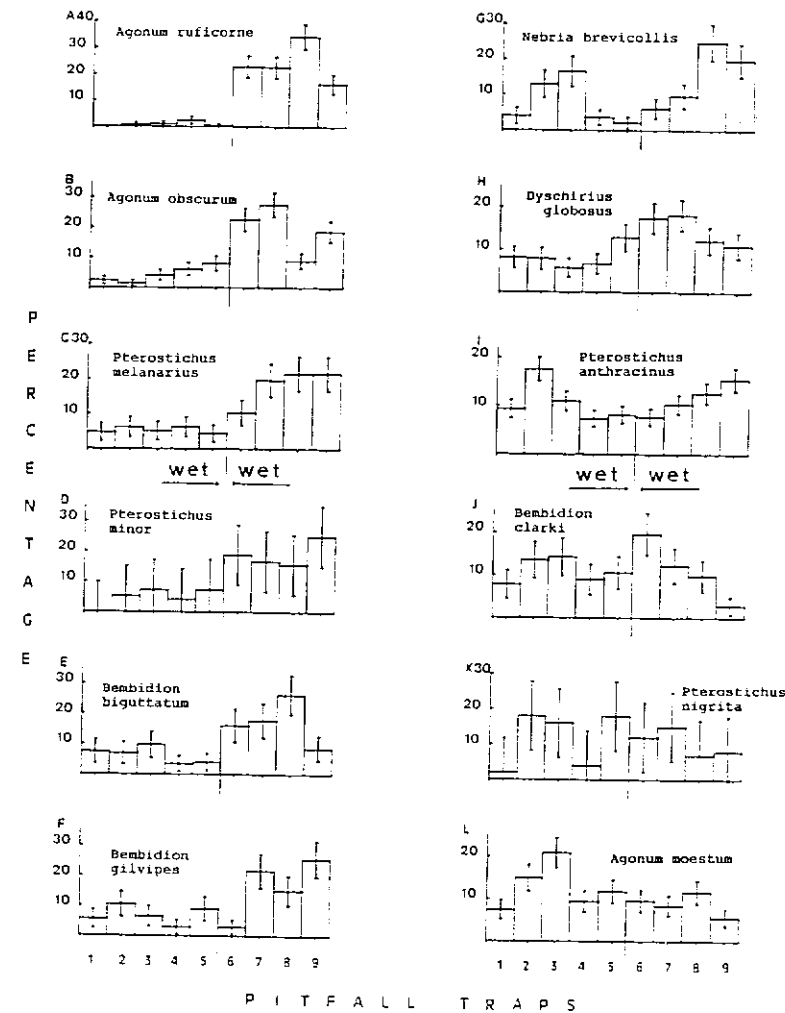 A40
30
20
10
Agonum ruficorne
B
30
20
10
Agonum obscurum
C30
20
10
Pterostichus
melanarius
wet wet
D
30
20
10
Pterostichus
minor
E
30
20
10
Bembidion
biguttatum
F
30
20
10
Bembidion
gilvipes
1 2 3 4 5 6 7 8 9
G30
20
10
Nebria brevicollis
H
20
10
Dyschirius
globosus
I
20
10
Pterostichus
anthracinus
wet wet
J
20
10
Bembidion
clarki
K30
20
10
Pterostichus
nigrita
L
20
10
Agonum moestum
1 2 3 4 5 6 7 8 9
PERCENTAGE
PITFALL TRAPS